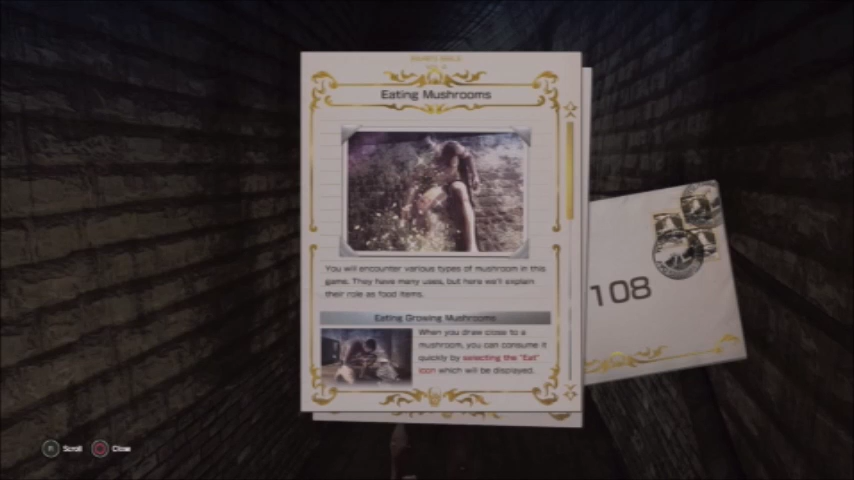 Eating Mushrooms
You will encounter various types of mushroom in this
game. They have many uses, but here we'll explain
their role as food items.
Eating Growing Mushrooms
When you draw close to a
mushroom, you can consume it
quickly by selecting the "Eat"
icon which will be displayed.
108
Scroll
Close